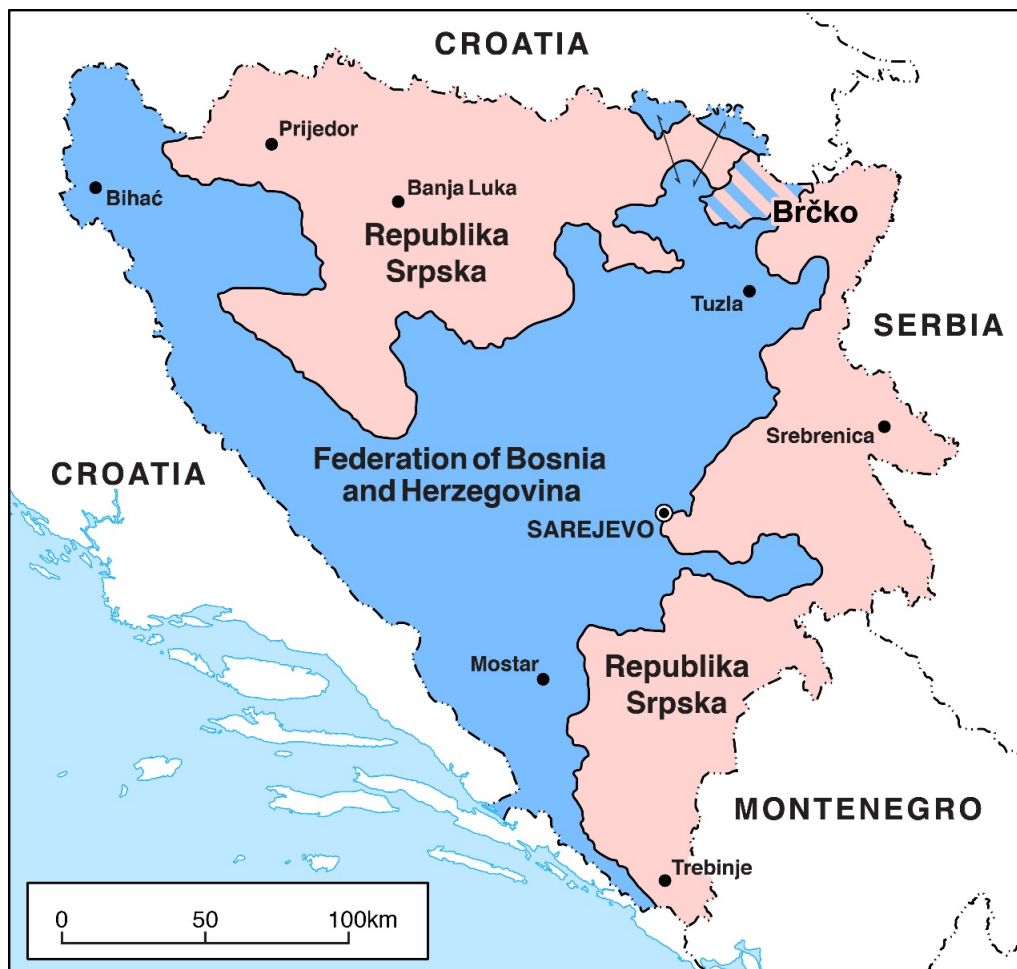 CROATIA
Prijedor
Bihać
Banja Luka
Republika
Srpska
Brčko
Tuzla
SERBIA
Srebrenica
Federation of Bosnia
and Herzegovina
CROATIA
SAREJEVO
Mostar
Republika
Srpska
MONTENEGRO
Trebinje
0 50 100km